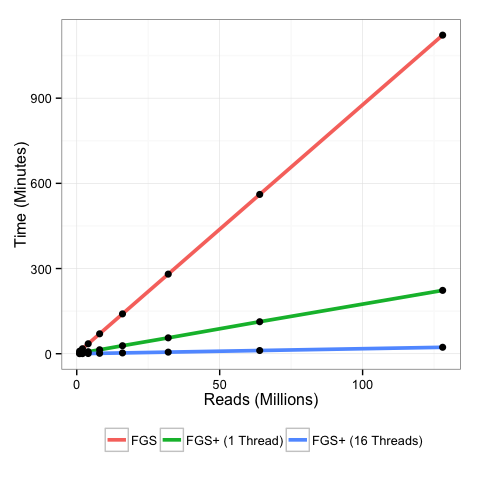 Time (Minutes)
900
600
300
0
0 50 100
Reads (Millions)
FGS FGS+ (1 Thread) FGS+ (16 Threads)